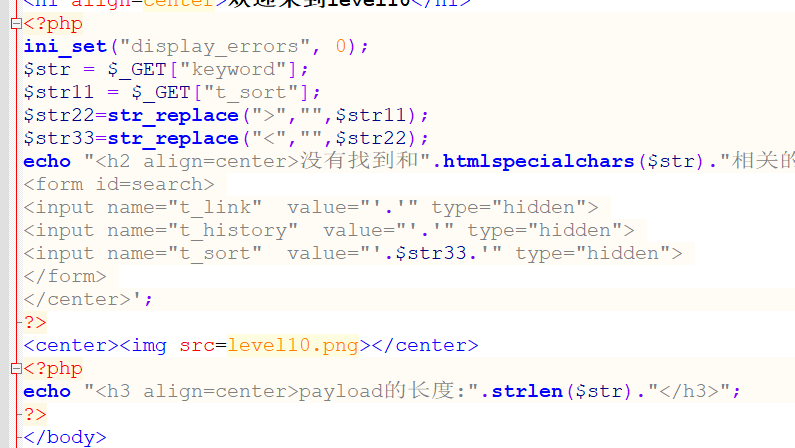 <h1 align=center>欢迎来到level10</h1>
<?php
ini_set("display_errors", 0);
$str = $_GET["keyword"];
$str11 = $_GET["t_sort"];
$str22=str_replace(">","",$str11);
$str33=str_replace("<","",$str22);
echo "<h2 align=center>没有找到和".htmlspecialchars($str)."相关的
<form id=search>
<input name="t_link"  value="'.'" type="hidden">
<input name="t_history"  value="'.'" type="hidden">
<input name="t_sort"  value="'.$str33.'" type="hidden">
</form>
</center>';
?>
<center><img src=level10.png></center>
<?php
echo "<h3 align=center>payload的长度:".strlen($str)."</h3>";
?>
</body>